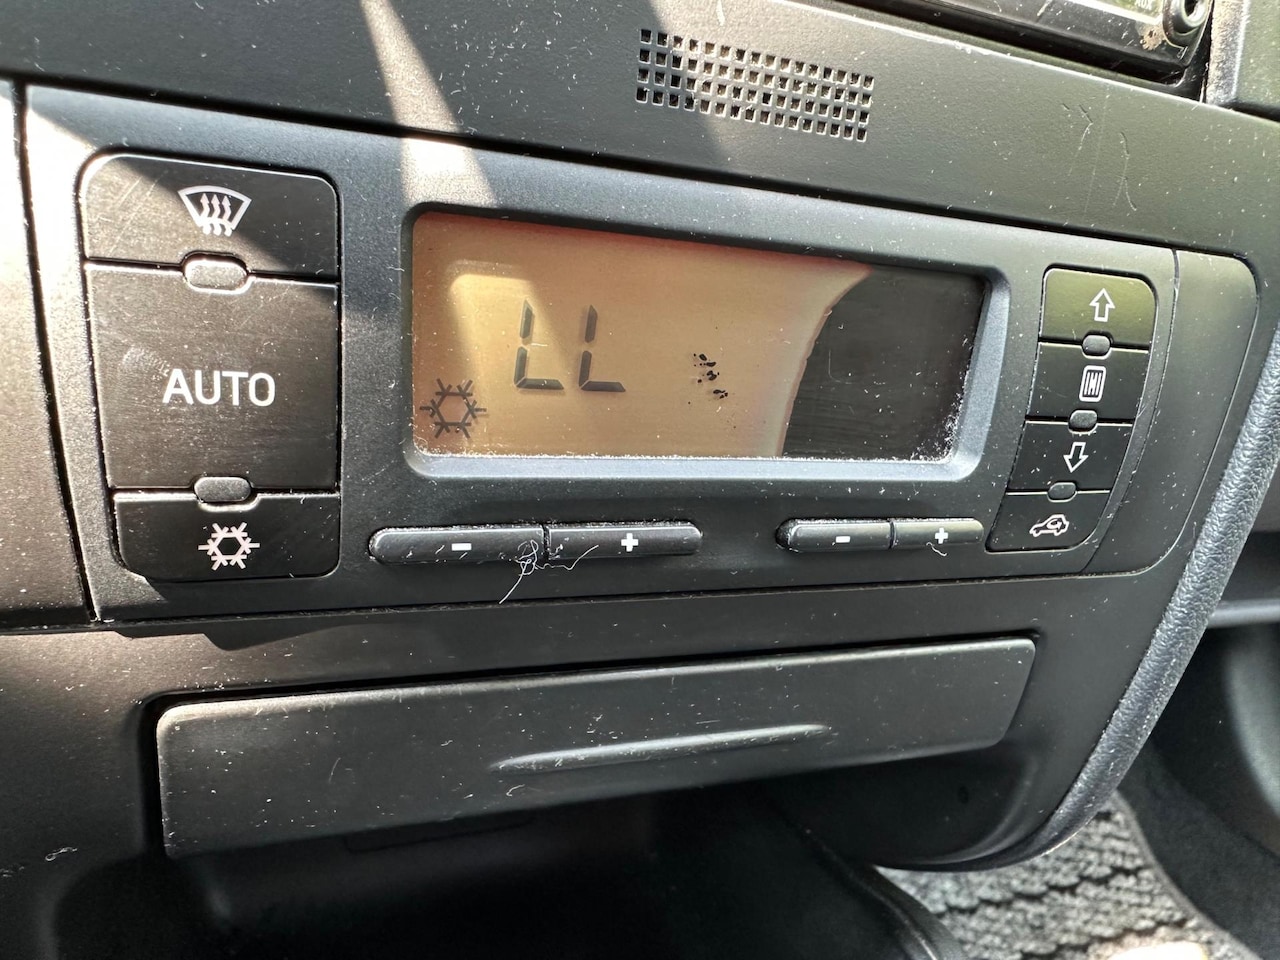 LL
AUTO
- + - +